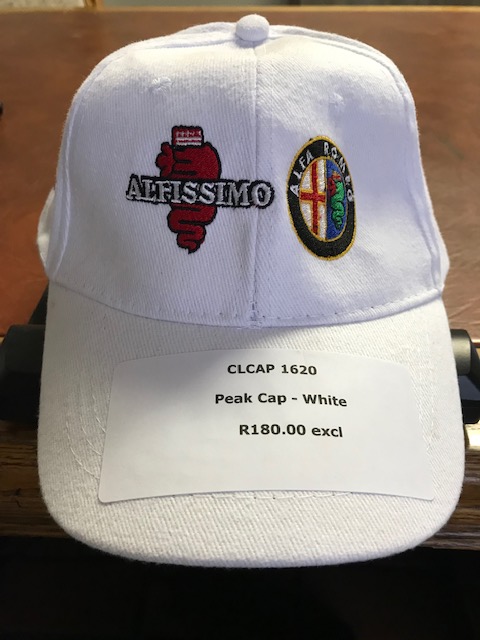 ALFISSIMO
ALFA ROMEO
CLCAP 1620
Peak Cap - White
R180.00 excl